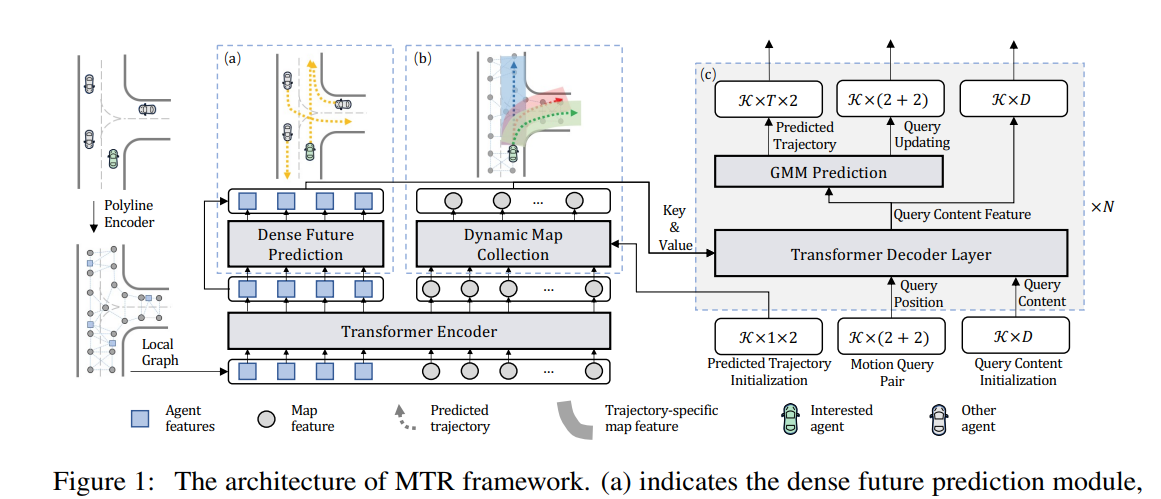 (a)
(b)
(c)
Polyline
Encoder
Dense Future
Prediction
Dynamic Map
Collection
...
...
Transformer Encoder
Local
Graph
...
Key
&
Value
𝒦×T×2
𝒦×(2 + 2)
𝒦×D
Predicted
Trajectory
Query
Updating
GMM Prediction
Query Content Feature
×N
Transformer Decoder Layer
Query
Position
Query
Content
𝒦×1×2
𝒦×(2 + 2)
𝒦×D
Predicted Trajectory
Initialization
Motion Query
Pair
Query Content
Initialization
Agent
features
Map
feature
Predicted
trajectory
Trajectory-specific
map feature
Interested
agent
Other
agent
Figure 1: The architecture of MTR framework. (a) indicates the dense future prediction module,